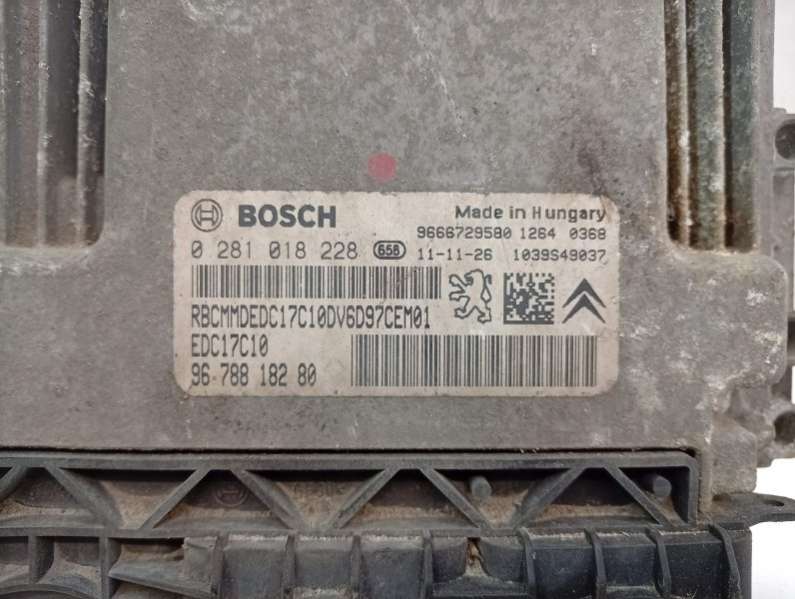 BOSCH
Made in Hungary
9666729580 1264 0368
0 281 018 228 656 11-11-26 1039S49037
RBCMMDEDC17C10DV6D97CEM01
EDC17C10
96 788 182 80